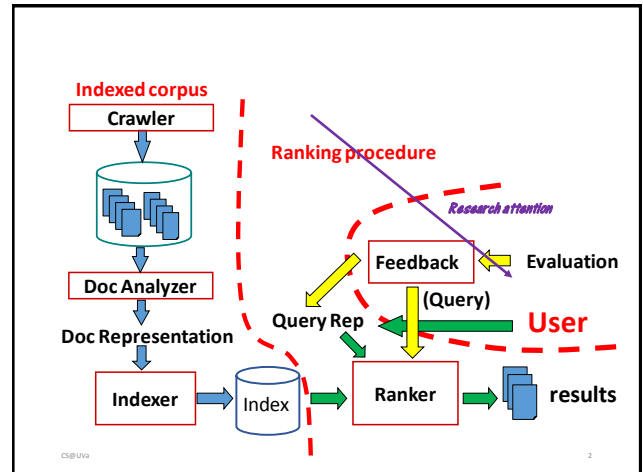 Indexed corpus
Crawler
Ranking procedure
Research attention
Feedback
Evaluation
Doc Analyzer
(Query)
Query Rep
User
Doc Representation
Indexer
Index
Ranker
results
CS@UVa
2